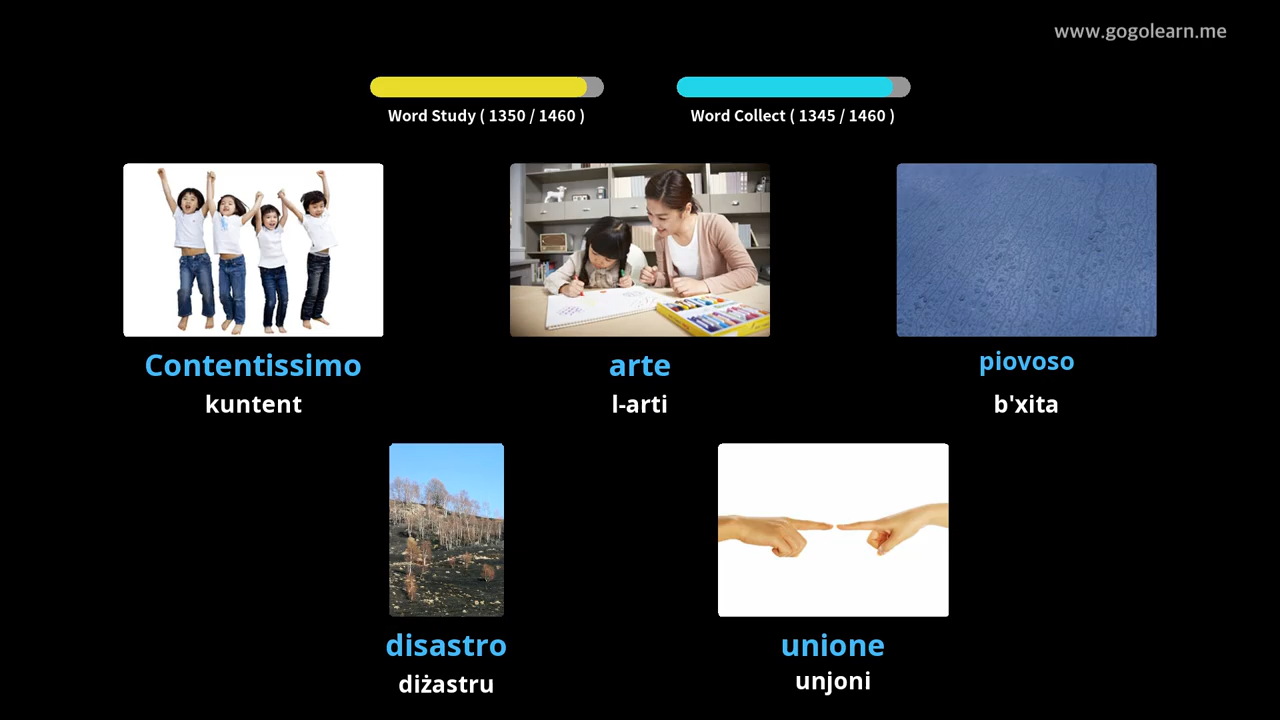 www.gogolearn.me
Word Study ( 1350 / 1460 )
Word Collect ( 1345 / 1460 )
Contentissimo
kuntent
arte
l-arti
piovoso
b'xita
disastro
diżastru
unione
unjoni